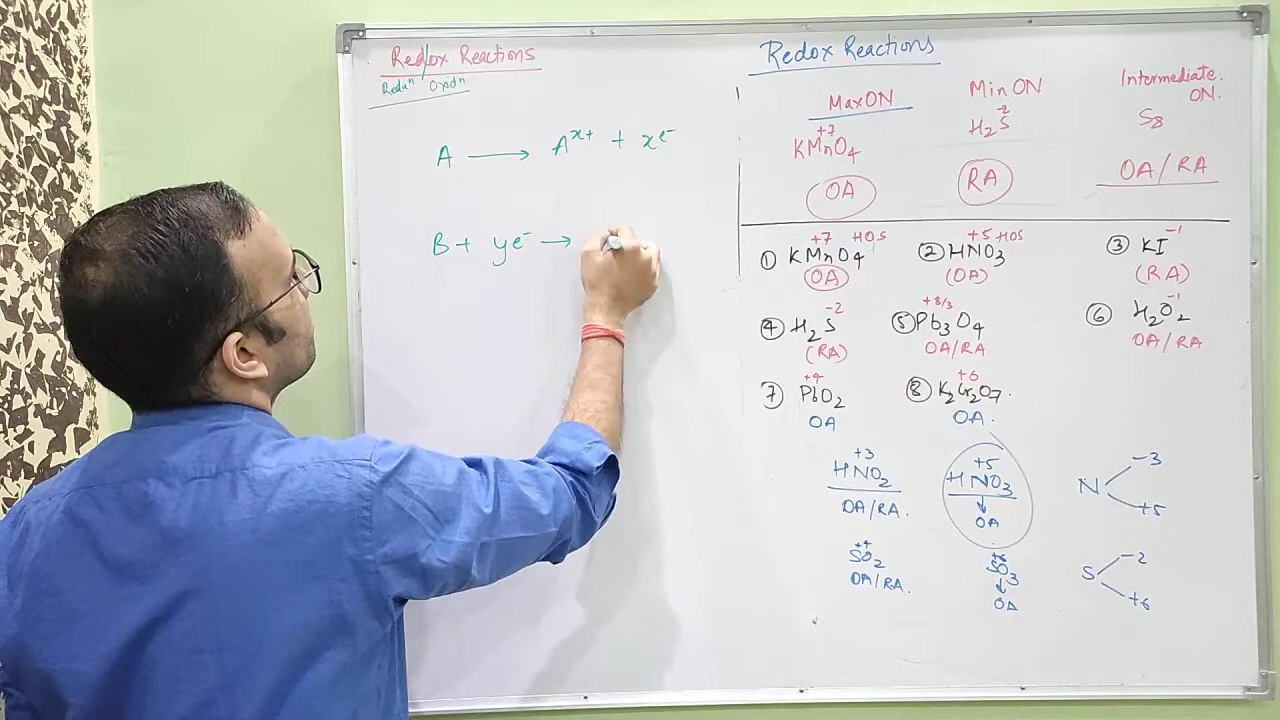 Redox Reactions
Reduⁿ Oxidⁿ
A ⟶ Aˣ⁺ + xe⁻
B + ye⁻ ⟶
Redox Reactions
Max ON
+7
KMnO₄
OA
Min ON
-2
H₂S
RA
Intermediate.
ON.
S₈
OA/RA
+7 HOS
① KMnO₄
(OA)
+5 HOS
② HNO₃
(OA)
-1
③ KI
(RA)
-2
④ H₂S
(RA)
+8/3
⑤ Pb₃O₄
OA/RA
-1
⑥ H₂O₂
OA/RA
+4
⑦ PbO₂
OA
+6
⑧ K₂Cr₂O₇.
OA.
+3
HNO₂
OA/RA.
+5
HNO₃
↓
OA
N -3
+5
+4
SO₂
OA/RA.
+6
SO₃
↓
OA
S -2
+6